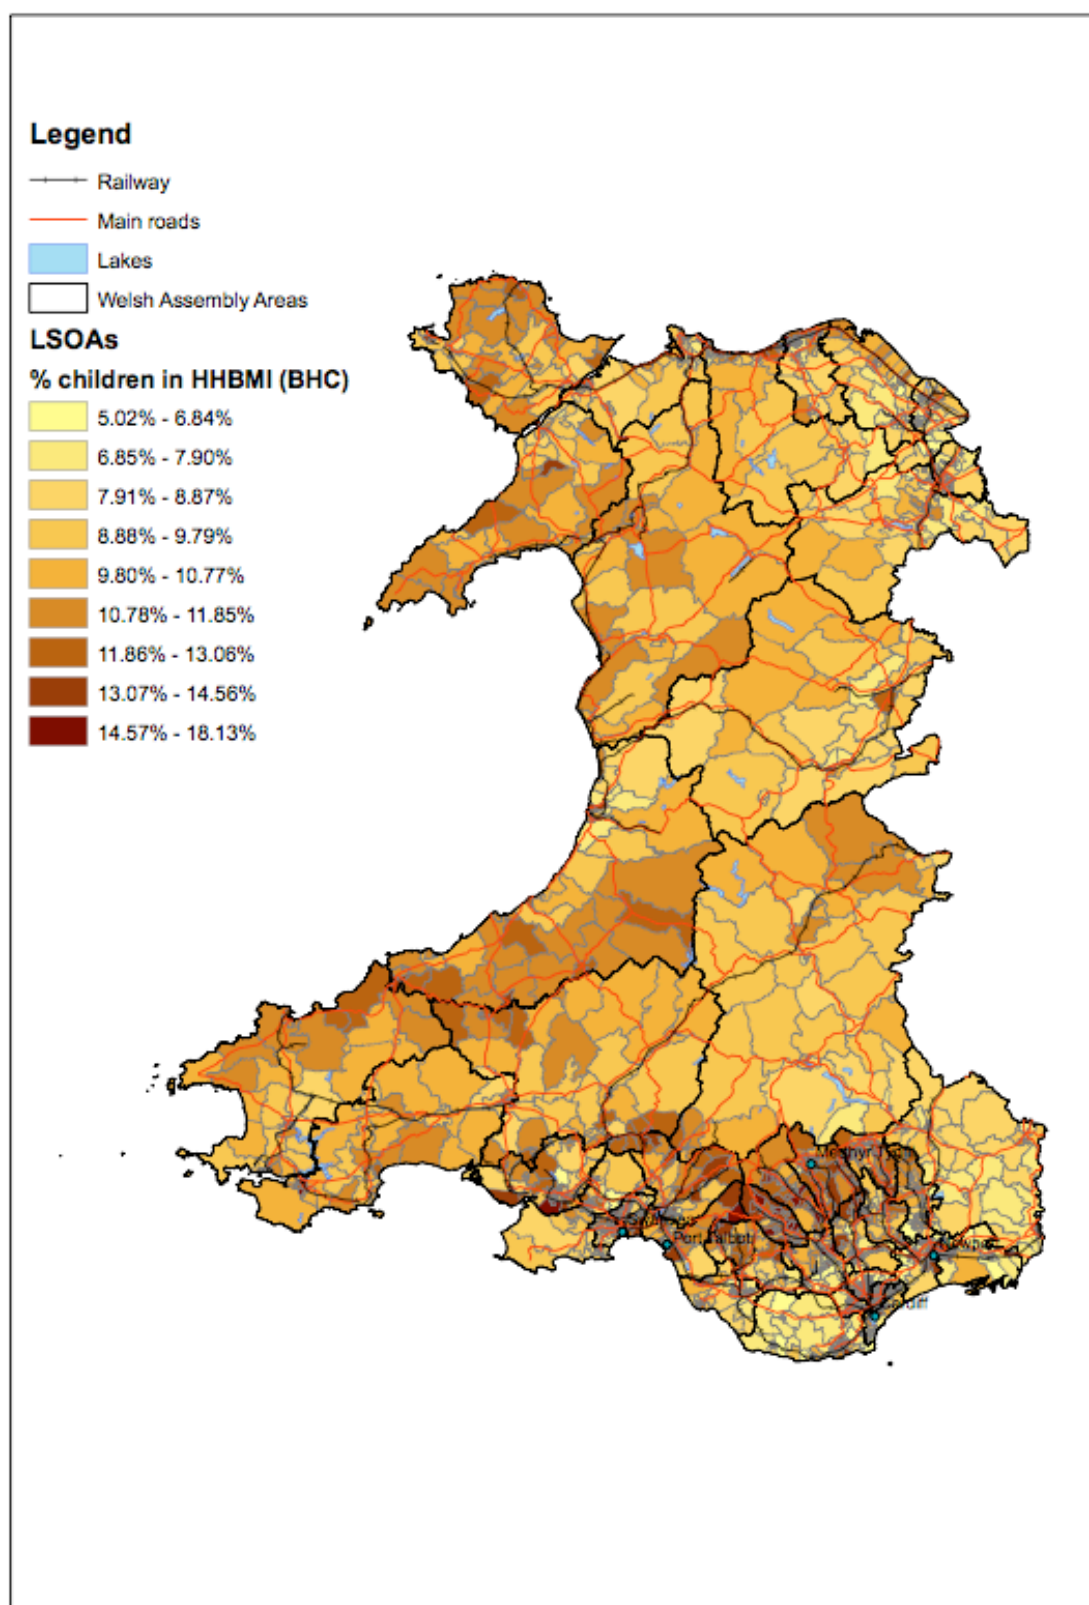 Legend
Railway
Main roads
Lakes
Welsh Assembly Areas
LSOAs
% children in HHBMI (BHC)
5.02% - 6.84%
6.85% - 7.90%
7.91% - 8.87%
8.88% - 9.79%
9.80% - 10.77%
10.78% - 11.85%
11.86% - 13.06%
13.07% - 14.56%
14.57% - 18.13%
Port Talbot